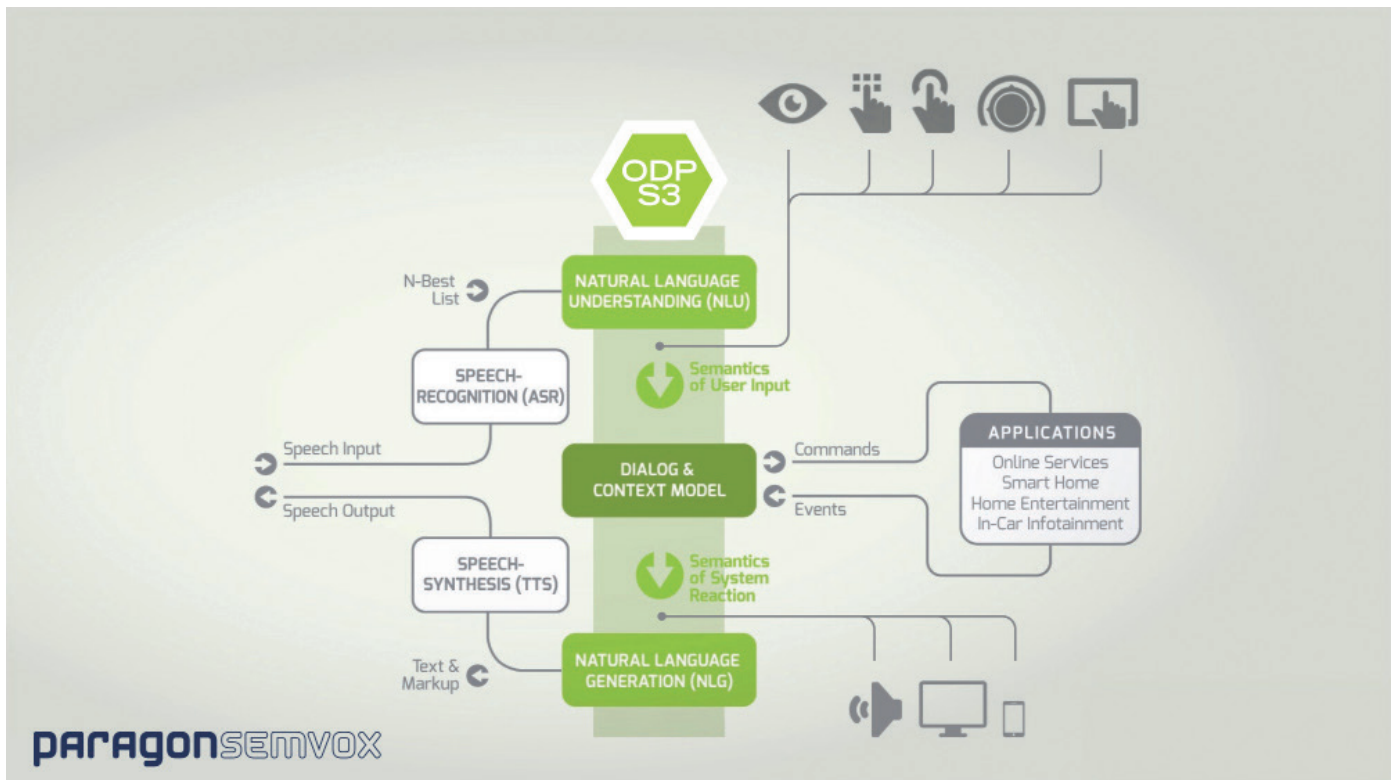 ODP
S3
N-Best
List
NATURAL LANGUAGE
UNDERSTANDING (NLU)
SPEECH-
RECOGNITION (ASR)
Semantics
of User Input
Speech Input
Speech Output
DIALOG &
CONTEXT MODEL
Commands
Events
APPLICATIONS
Online Services
Smart Home
Home Entertainment
In-Car Infotainment
SPEECH-
SYNTHESIS (TTS)
Semantics
of System
Reaction
Text &
Markup
NATURAL LANGUAGE
GENERATION (NLG)
paragonsemvox